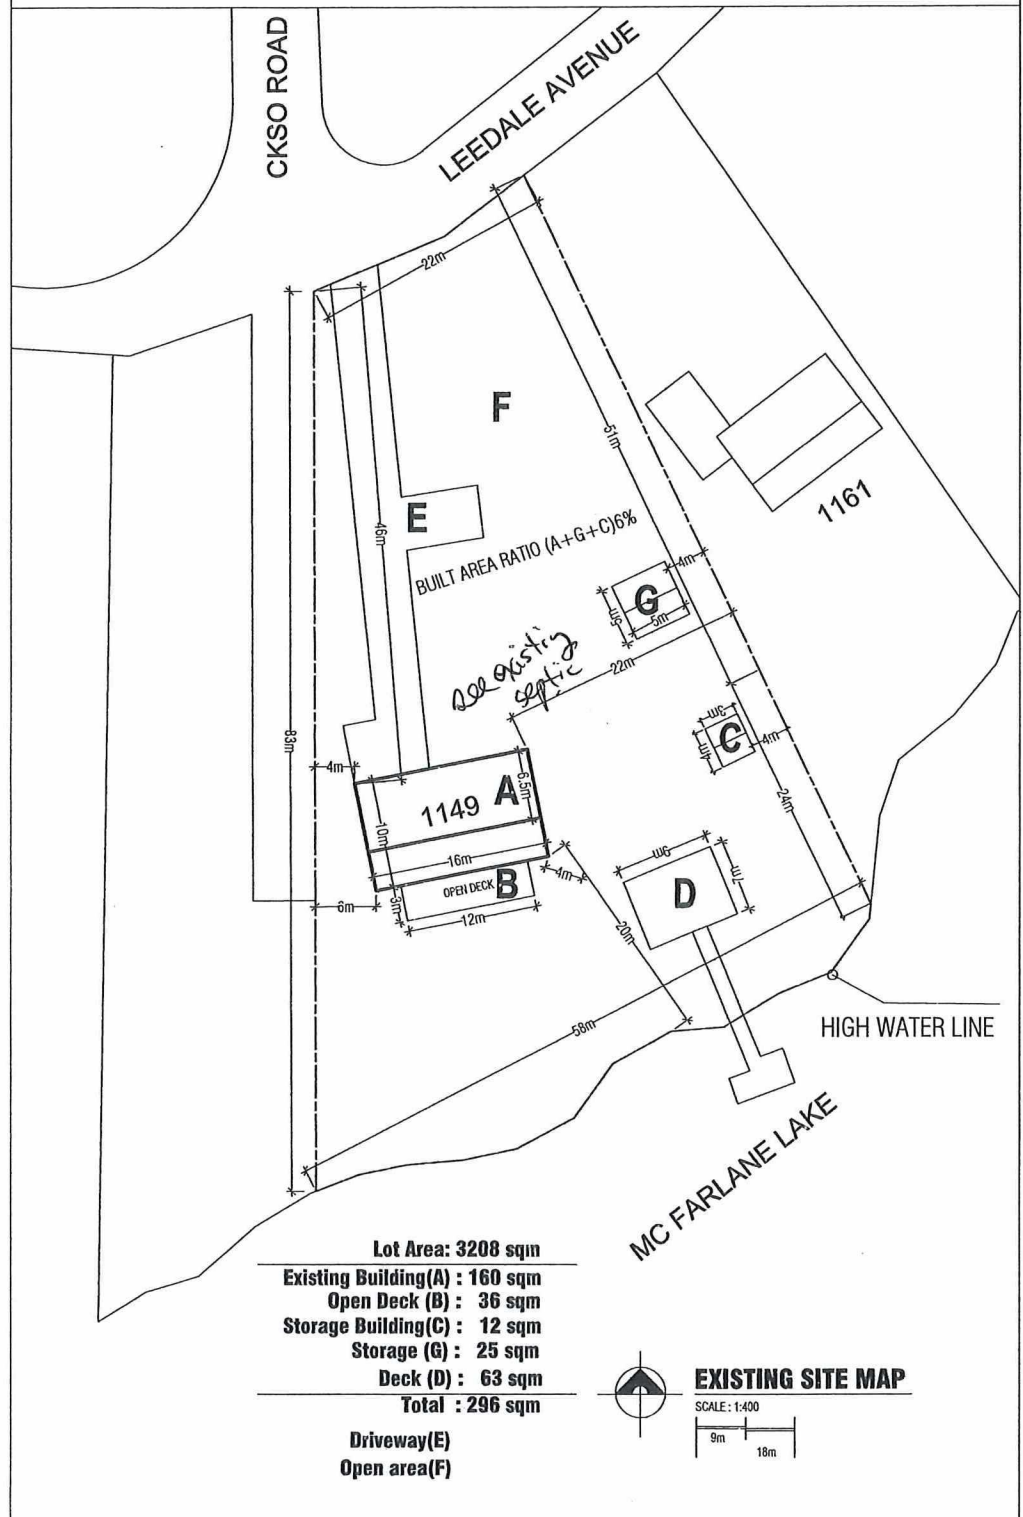 CKSO ROAD
LEEDALE AVENUE
22m
F
51m
1161
E
46m
BUILT AREA RATIO (A+G+C)6%
4m
G
5m
5m
22m
see existing
septic
83m
3m
C
4m
4m
4m
6.5m
A
1149
10m
24m
16m
9m
7m
D
OPEN DECK
B
4m
6m
3m
12m
20m
58m
HIGH WATER LINE
MC FARLANE LAKE
Lot Area: 3208 sqm
Existing Building(A) : 160 sqm
Open Deck (B) : 36 sqm
Storage Building(C) : 12 sqm
Storage (G) : 25 sqm
Deck (D) : 63 sqm
Total : 296 sqm
Driveway(E)
Open area(F)
EXISTING SITE MAP
SCALE : 1:400
9m
18m